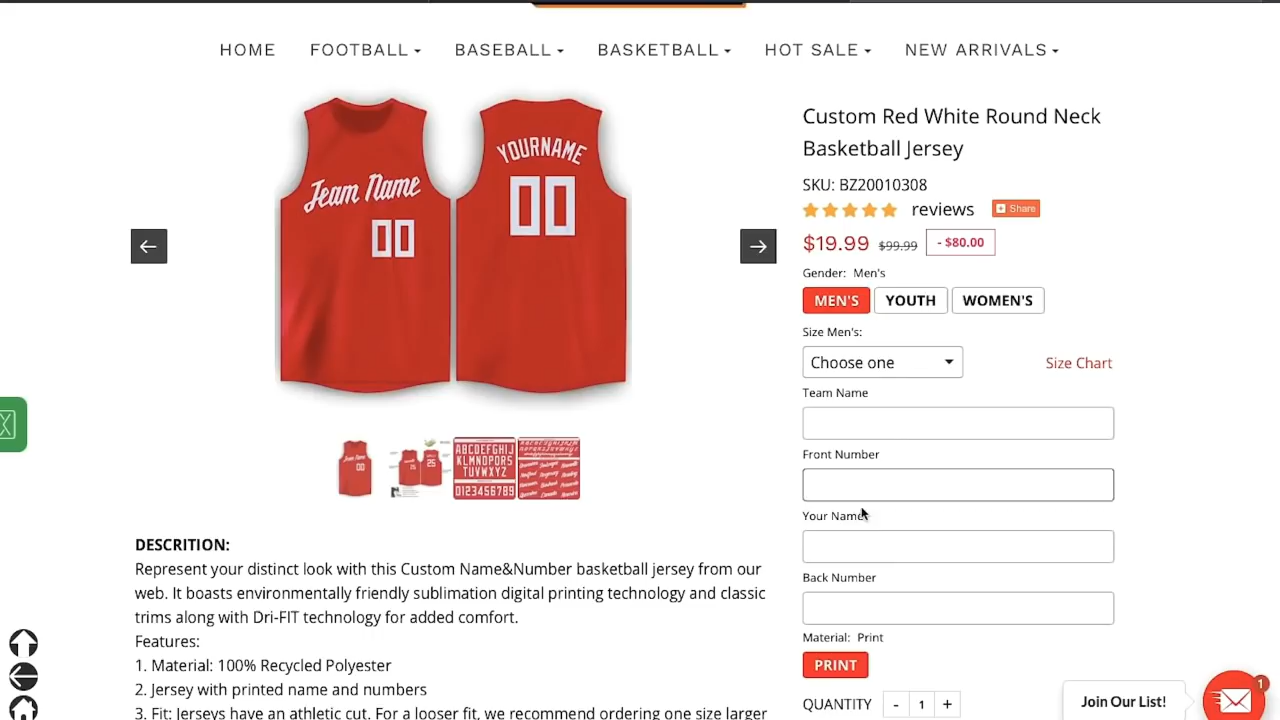 HOME FOOTBALL BASEBALL BASKETBALL HOT SALE NEW ARRIVALS
Team Name
00
YOURNAME
00
ABCDEFGHIJ
KLMNOPQRS
TUVWXYZ
0123456789
Custom Red White Round Neck
Basketball Jersey
SKU: BZ20010308
reviews Share
$19.99 $99.99 - $80.00
Gender: Men's
MEN'S YOUTH WOMEN'S
Size Men's:
Choose one Size Chart
Team Name
Front Number
Your Name
Back Number
Material: Print
PRINT
QUANTITY - 1 +
DESCRITION:
Represent your distinct look with this Custom Name&Number basketball jersey from our
web. It boasts environmentally friendly sublimation digital printing technology and classic
trims along with Dri-FIT technology for added comfort.
Features:
1. Material: 100% Recycled Polyester
2. Jersey with printed name and numbers
3. Fit: Jerseys have an athletic cut. For a looser fit, we recommend ordering one size larger
Join Our List!
1